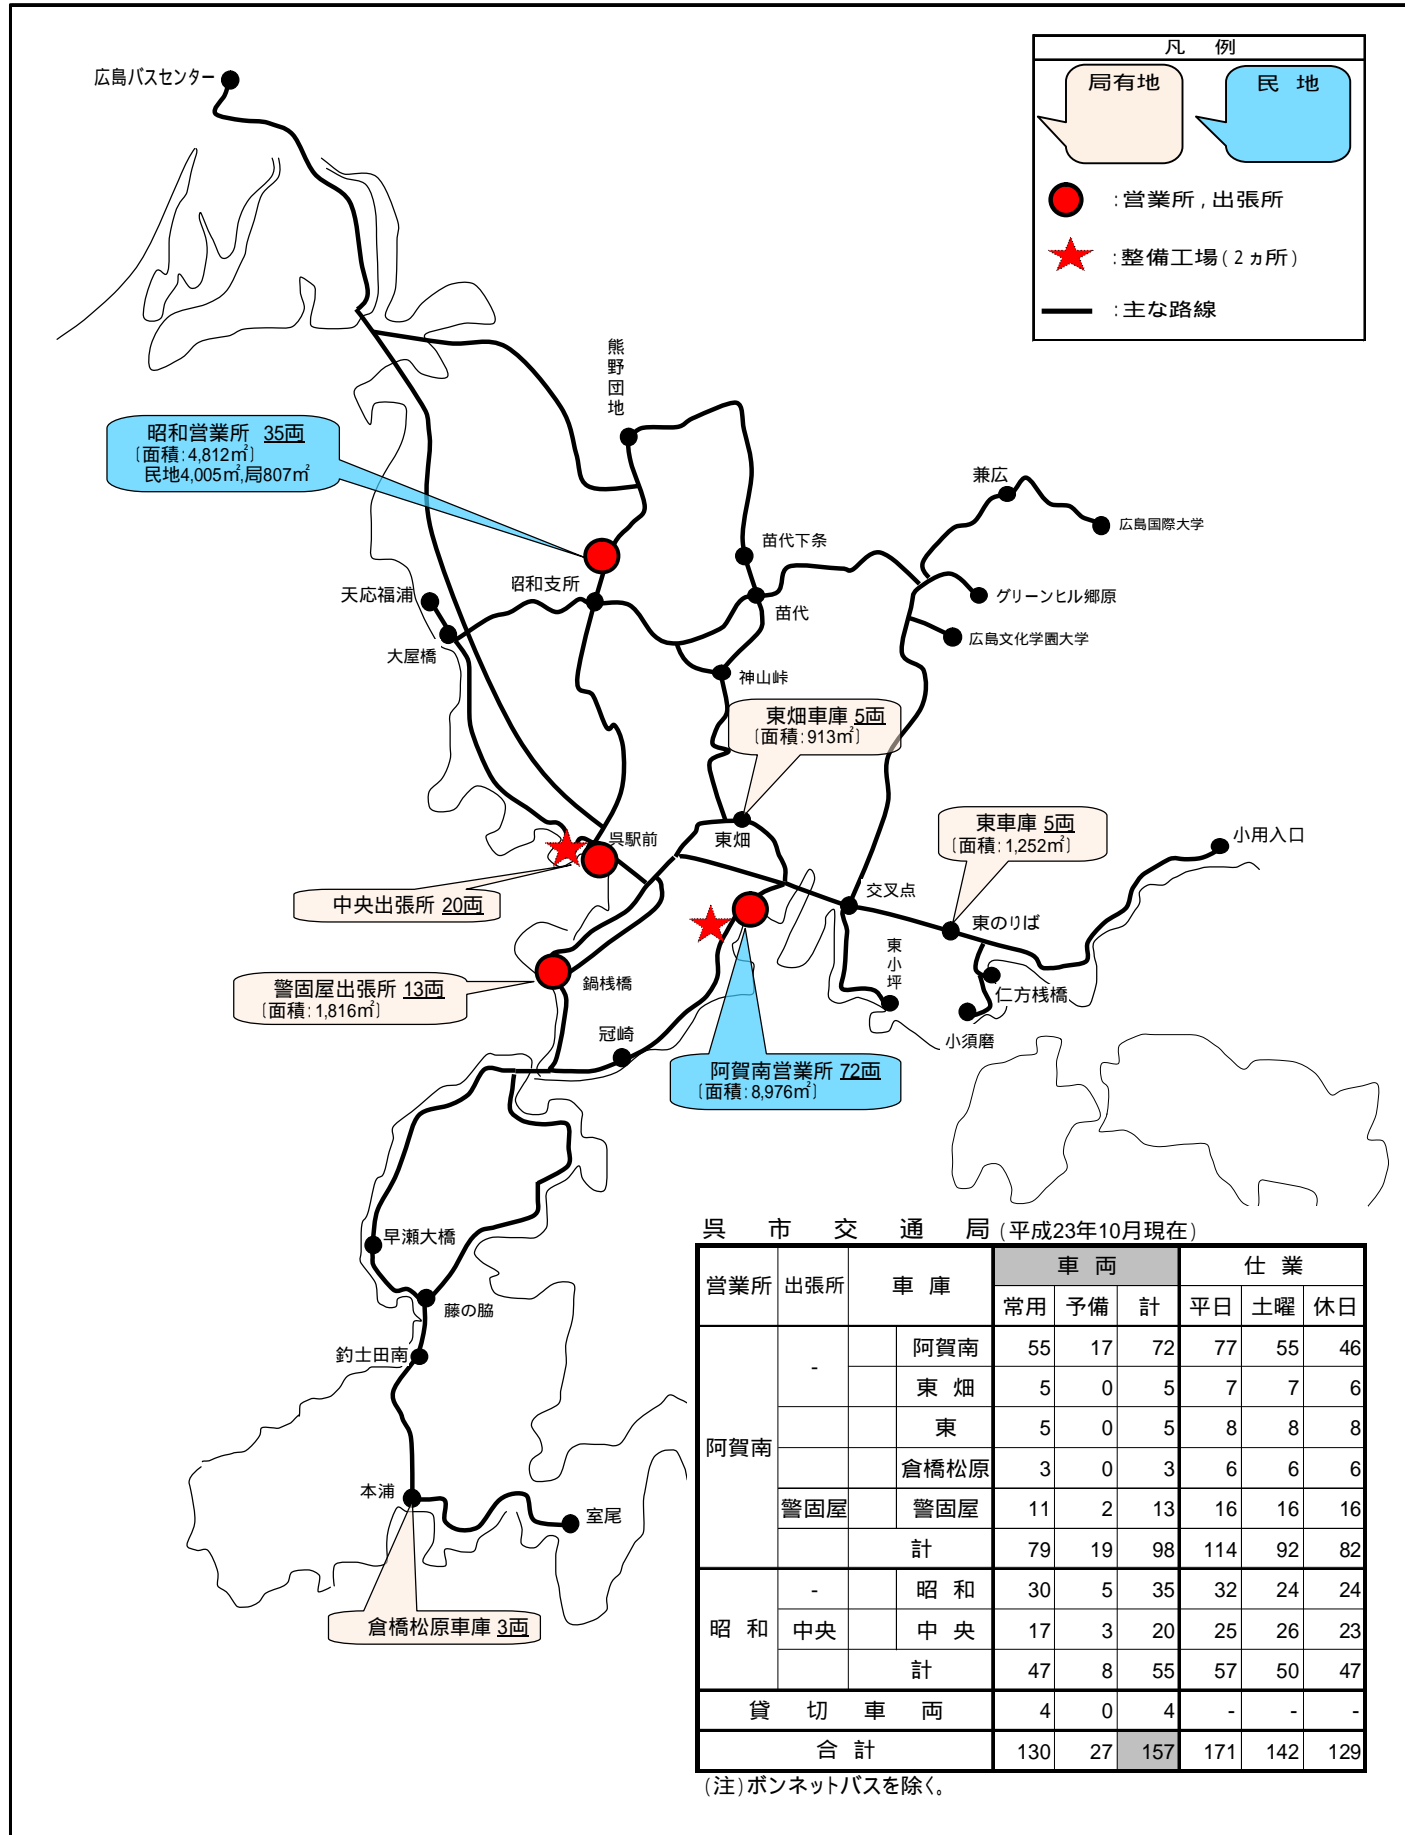 広島バスセンター
凡 例
局有地
民 地
:営業所,出張所
:整備工場(2ヵ所)
:主な路線
熊野団地
昭和営業所 35両
[面積:4,812㎡]
民地4,005㎡,局807㎡
兼広
広島国際大学
苗代下条
天応福浦
昭和支所
苗代
グリーンヒル郷原
大屋橋
広島文化学園大学
神山峠
東畑車庫 5両
[面積:913㎡]
東車庫 5両
[面積:1,252㎡]
小用入口
呉駅前
東畑
中央出張所 20両
交叉点
東のりば
東小坪
警固屋出張所 13両
[面積:1,816㎡]
鍋桟橋
仁方桟橋
冠崎
小須磨
阿賀南営業所 72両
[面積:8,976㎡]
早瀬大橋
藤の脇
釣士田南
本浦
室尾
倉橋松原車庫 3両
呉 市 交 通 局 (平成23年10月現在)
営業所 出張所 車 庫 車 両 仕 業
常用 予備 計 平日 土曜 休日
阿賀南 - 阿賀南 55 17 72 77 55 46
東 畑 5 0 5 7 7 6
東 5 0 5 8 8 8
倉橋松原 3 0 3 6 6 6
警固屋 警固屋 11 2 13 16 16 16
計 79 19 98 114 92 82
昭 和 - 昭 和 30 5 35 32 24 24
中央 中 央 17 3 20 25 26 23
計 47 8 55 57 50 47
貸 切 車 両 4 0 4 - - -
合 計 130 27 157 171 142 129
(注)ボンネットバスを除く。